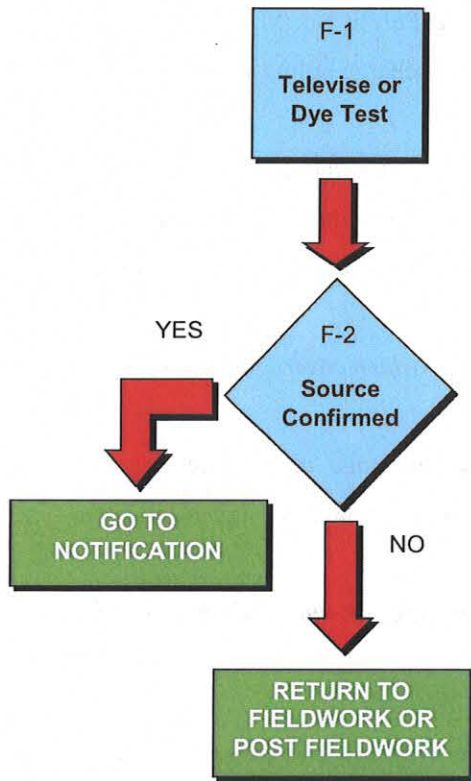 F-1
Televise or
Dye Test
YES
F-2
Source
Confirmed
GO TO
NOTIFICATION
NO
RETURN TO
FIELDWORK OR
POST FIELDWORK